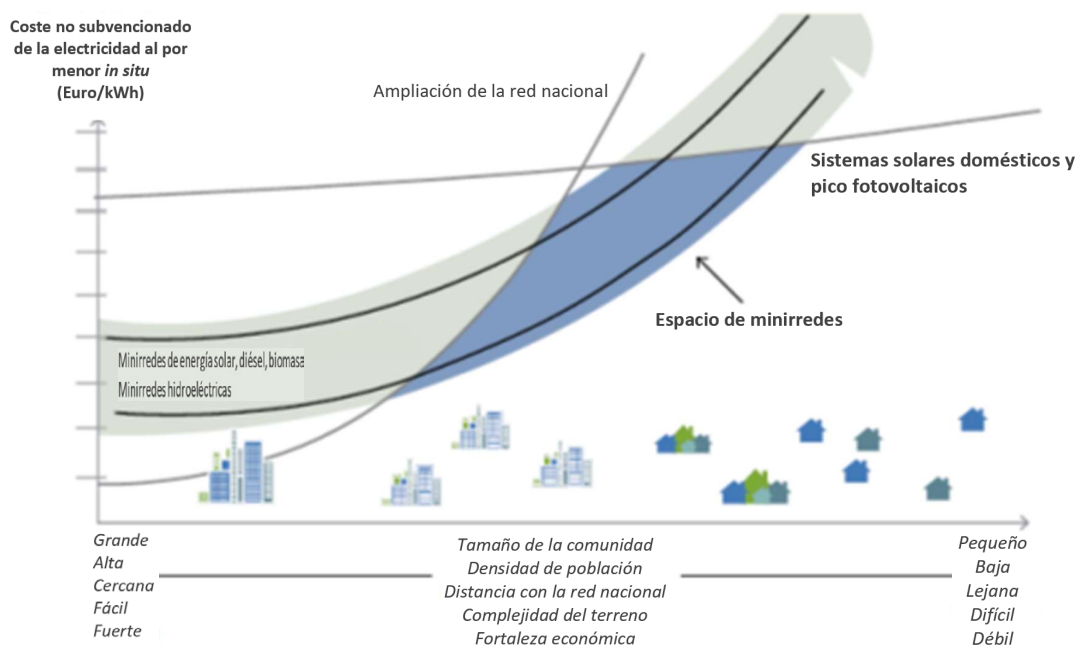 Coste no subvencionado
de la electricidad al por
menor in situ
(Euro/kWh)
Ampliación de la red nacional
Sistemas solares domésticos y
pico fotovoltaicos
Espacio de minirredes
Minirredes de energía solar, diésel, biomasa
Minirredes hidroeléctricas
Grande
Alta
Cercana
Fácil
Fuerte
Tamaño de la comunidad
Densidad de población
Distancia con la red nacional
Complejidad del terreno
Fortaleza económica
Pequeño
Baja
Lejana
Difícil
Débil